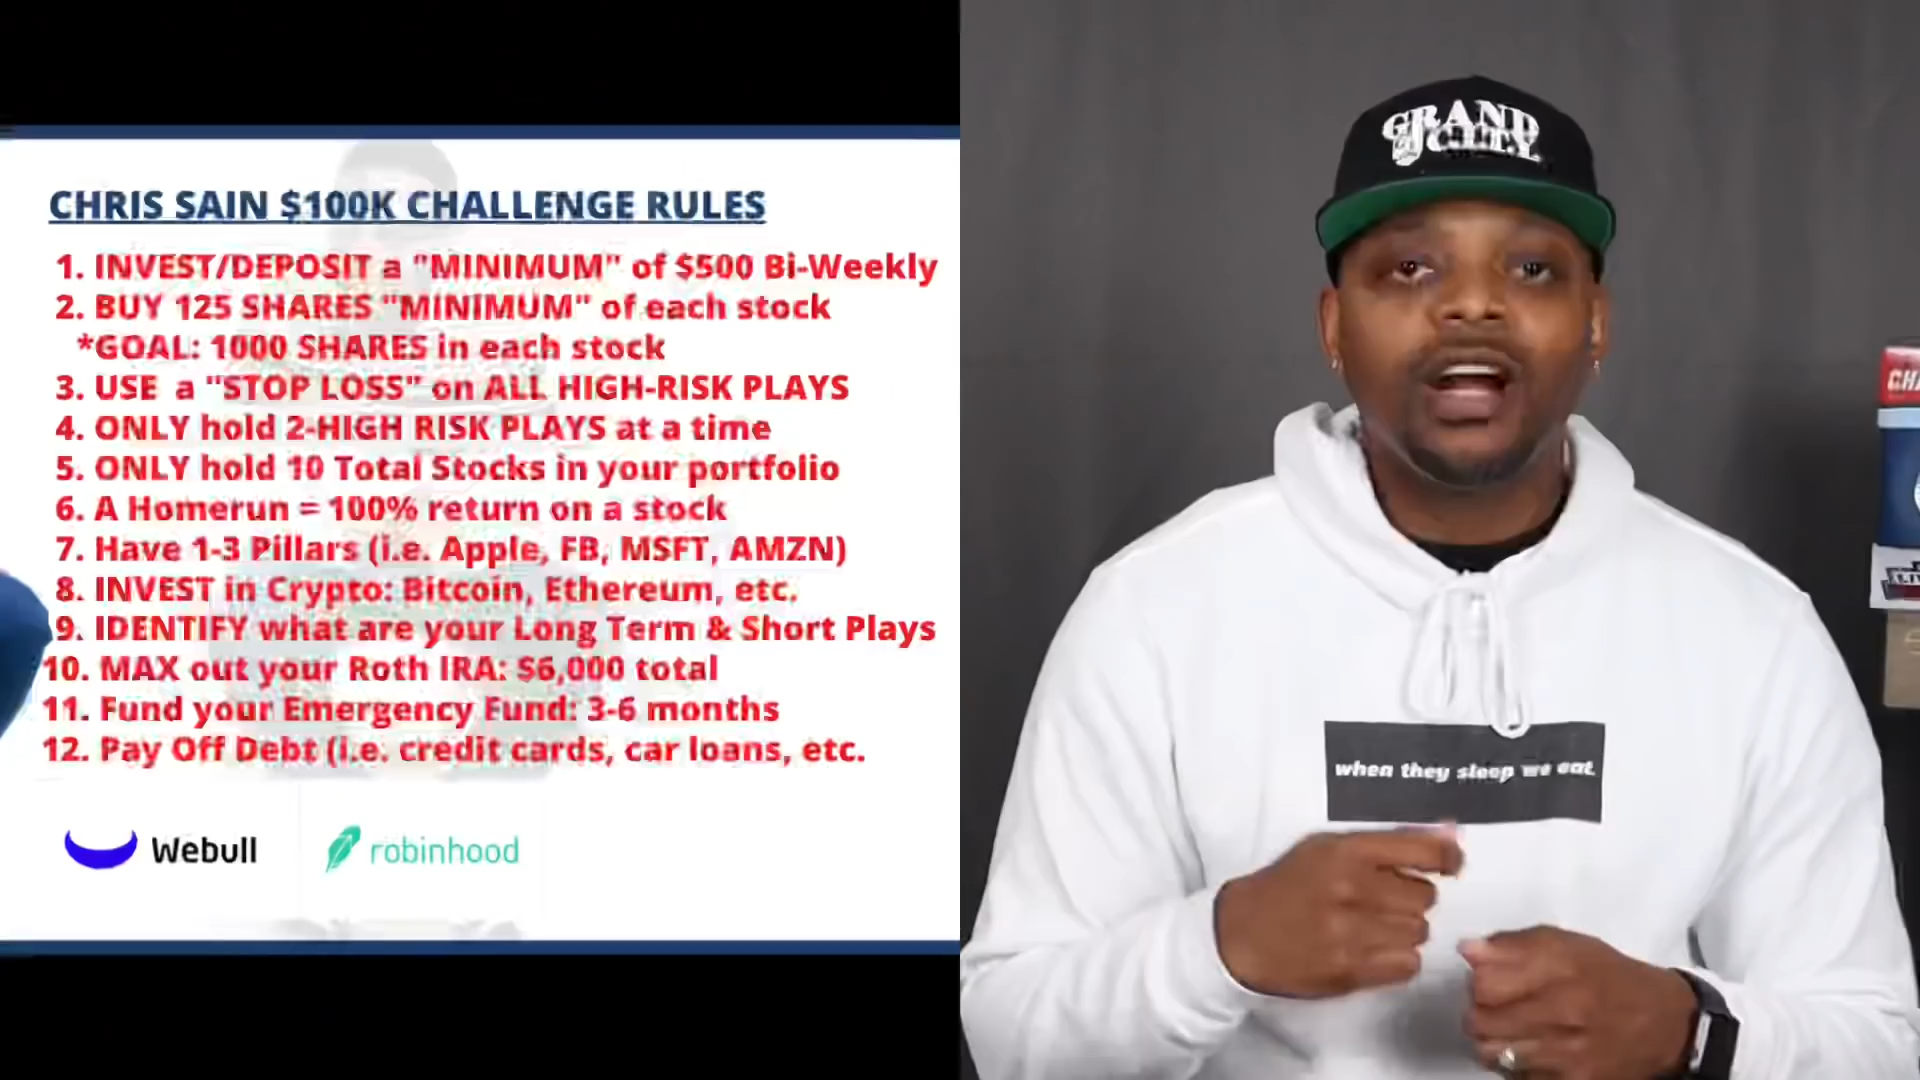 CHRIS SAIN $100K CHALLENGE RULES
1. INVEST/DEPOSIT a "MINIMUM" of $500 Bi-Weekly
2. BUY 125 SHARES "MINIMUM" of each stock
*GOAL: 1000 SHARES in each stock
3. USE a "STOP LOSS" on ALL HIGH-RISK PLAYS
4. ONLY hold 2-HIGH RISK PLAYS at a time
5. ONLY hold 10 Total Stocks in your portfolio
6. A Homerun = 100% return on a stock
7. Have 1-3 Pillars (i.e. Apple, FB, MSFT, AMZN)
8. INVEST in Crypto: Bitcoin, Ethereum, etc.
9. IDENTIFY what are your Long Term & Short Plays
10. MAX out your Roth IRA: $6,000 total
11. Fund your Emergency Fund: 3-6 months
12. Pay Off Debt (i.e. credit cards, car loans, etc.
Webull
robinhood
GRAND
CITY
when they sleep we eat.